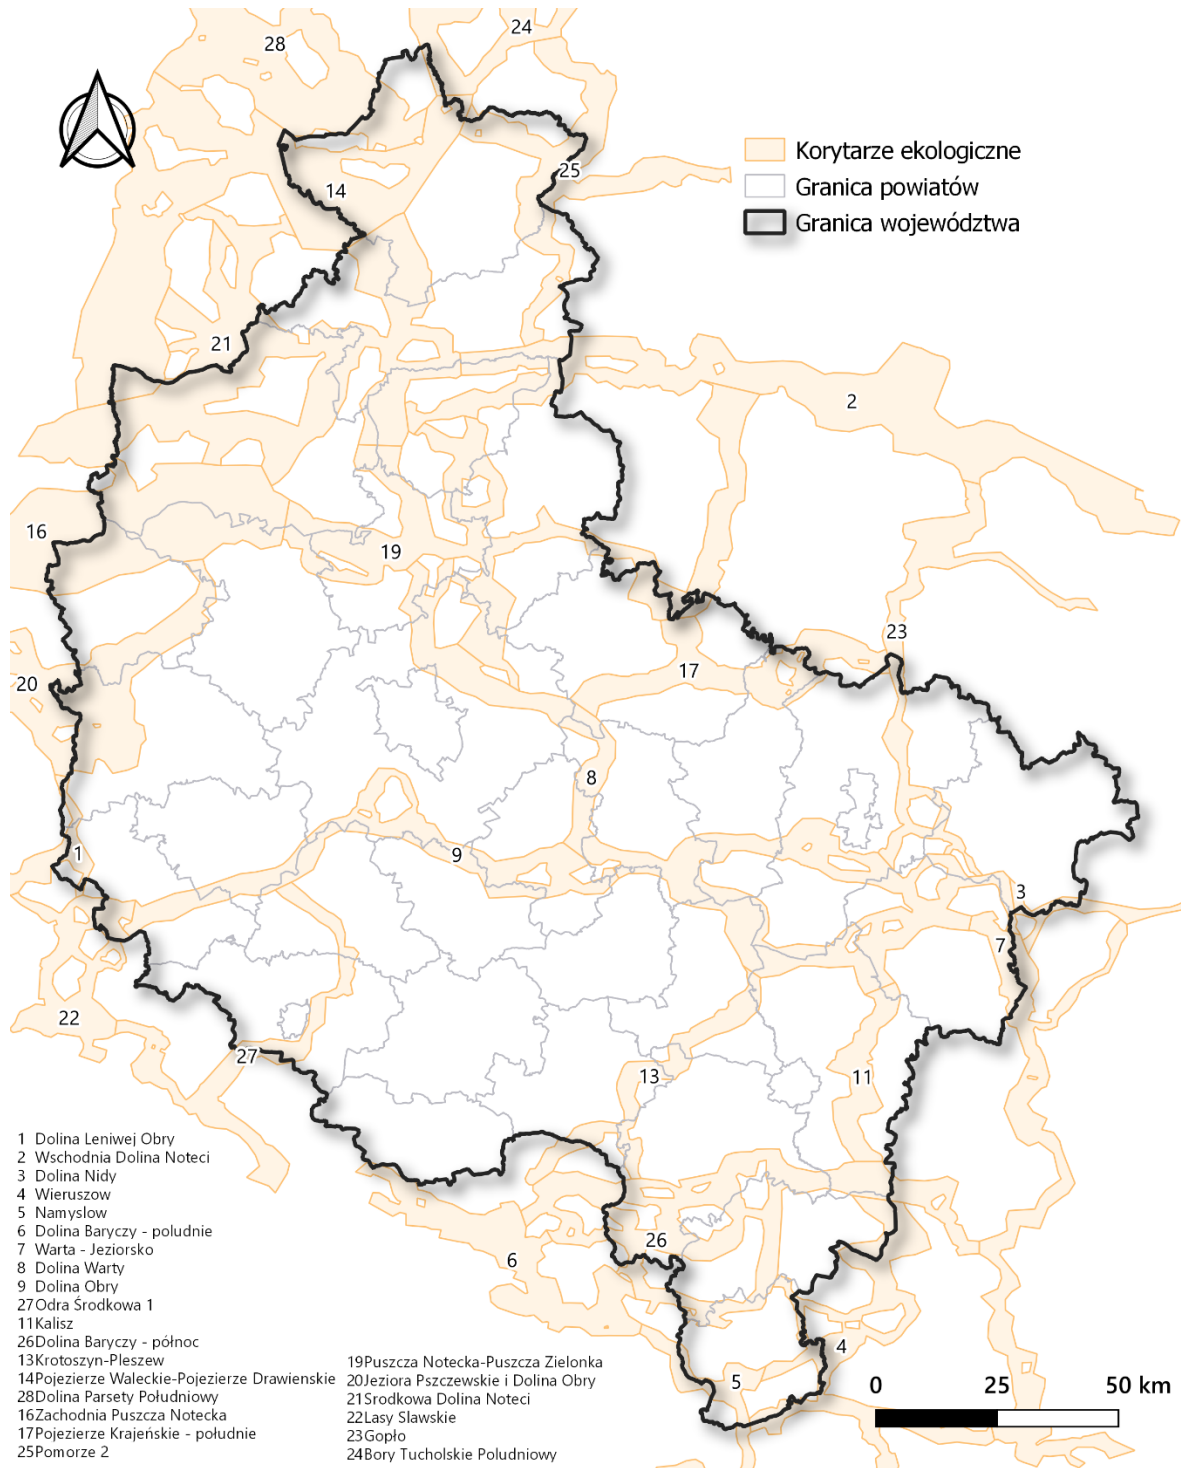 28
24
Korytarze ekologiczne
25
Granica powiatów
14
Granica województwa
21
2
16
19
23
17
20
8
1
9
3
7
22
27
13
11
26
6
4
5
1 Dolina Leniwej Obry
2 Wschodnia Dolina Noteci
3 Dolina Nidy
4 Wieruszow
5 Namyslow
6 Dolina Baryczy - poludnie
7 Warta - Jeziorsko
8 Dolina Warty
9 Dolina Obry
27 Odra Środkowa 1
11 Kalisz
26 Dolina Baryczy - północ
13 Krotoszyn-Pleszew
14 Pojezierze Waleckie-Pojezierze Drawienskie
28 Dolina Parsety Południowy
16 Zachodnia Puszcza Notecka
17 Pojezierze Krajeńskie - południe
25 Pomorze 2
19 Puszcza Notecka-Puszcza Zielonka
20 Jeziora Pszczewskie i Dolina Obry
21 Srodkowa Dolina Noteci
22 Lasy Slawskie
23 Gopło
24 Bory Tucholskie Poludniowy
0 25 50 km